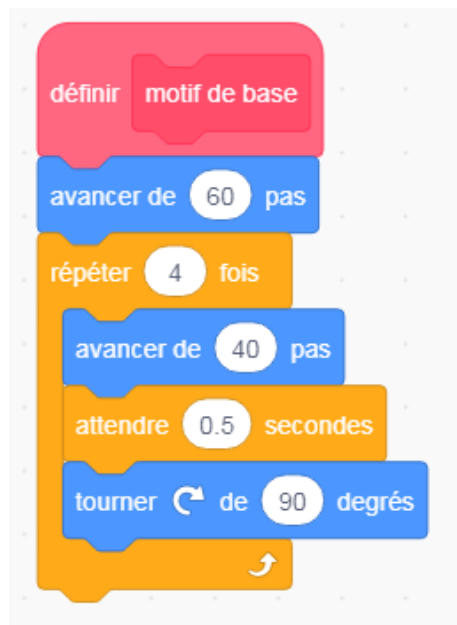 définir motif de base
avancer de 60 pas
répéter 4 fois
avancer de 40 pas
attendre 0.5 secondes
tourner de 90 degrés